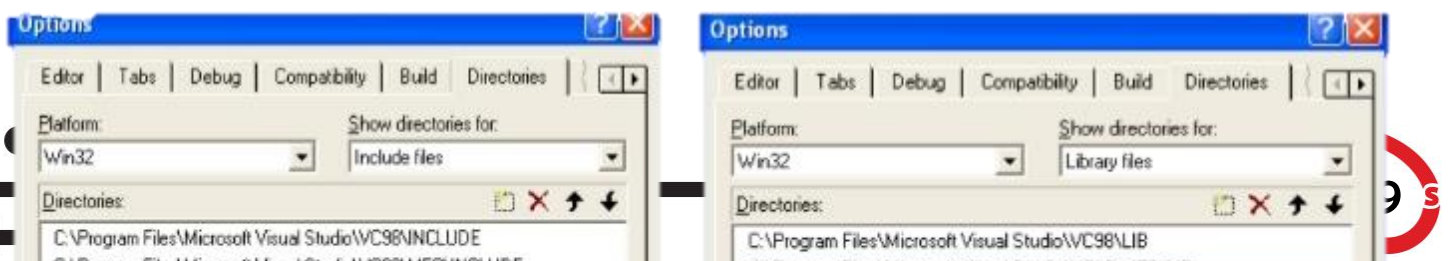 Options
Editor Tabs Debug Compatibility Build Directories
Platform: Show directories for:
Win32 Include files
Directories:
C:\Program Files\Microsoft Visual Studio\VC98\INCLUDE
Options
Editor Tabs Debug Compatibility Build Directories
Platform: Show directories for:
Win32 Library files
Directories:
C:\Program Files\Microsoft Visual Studio\VC98\LIB
9 s